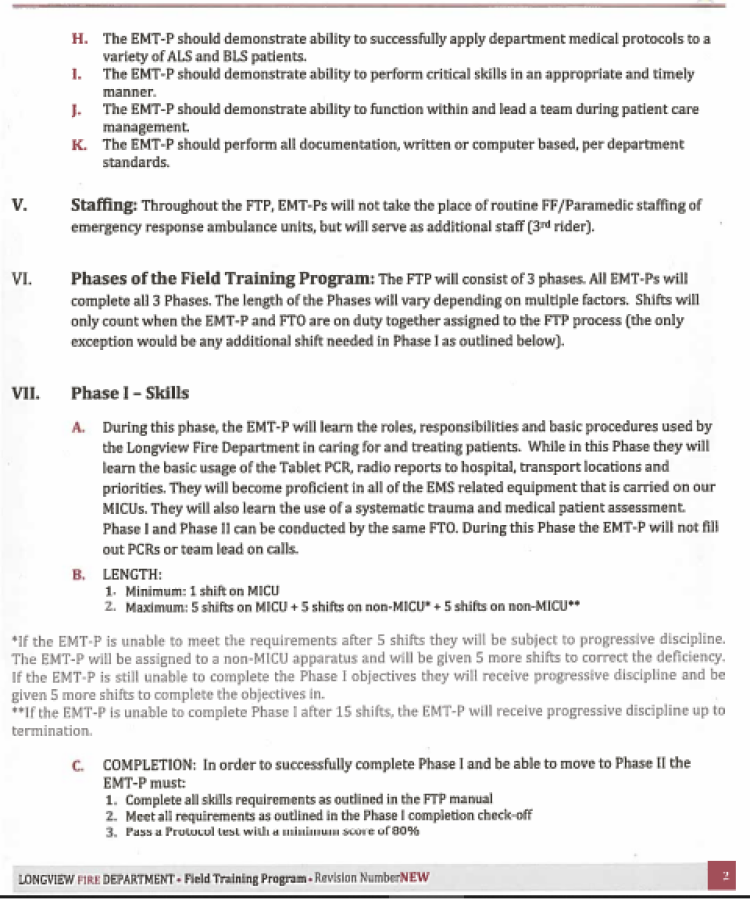 H. The EMT-P should demonstrate ability to successfully apply department medical protocols to a
variety of ALS and BLS patients.
I. The EMT-P should demonstrate ability to perform critical skills in an appropriate and timely
manner.
J. The EMT-P should demonstrate ability to function within and lead a team during patient care
management.
K. The EMT-P should perform all documentation, written or computer based, per department
standards.
V. Staffing: Throughout the FTP, EMT-Ps will not take the place of routine FF/Paramedic staffing of
emergency response ambulance units, but will serve as additional staff (3rd rider).
VI. Phases of the Field Training Program: The FTP will consist of 3 phases. All EMT-Ps will
complete all 3 Phases. The length of the Phases will vary depending on multiple factors. Shifts will
only count when the EMT-P and FTO are on duty together assigned to the FTP process (the only
exception would be any additional shift needed in Phase I as outlined below).
VII. Phase I – Skills
A. During this phase, the EMT-P will learn the roles, responsibilities and basic procedures used by
the Longview Fire Department in caring for and treating patients. While in this Phase they will
learn the basic usage of the Tablet PCR, radio reports to hospital, transport locations and
priorities. They will become proficient in all of the EMS related equipment that is carried on our
MICUs. They will also learn the use of a systematic trauma and medical patient assessment.
Phase I and Phase II can be conducted by the same FTO. During this Phase the EMT-P will not fill
out PCRs or team lead on calls.
B. LENGTH:
1. Minimum: 1 shift on MICU
2. Maximum: 5 shifts on MICU + 5 shifts on non-MICU* + 5 shifts on non-MICU**
*If the EMT-P is unable to meet the requirements after 5 shifts they will be subject to progressive discipline.
The EMT-P will be assigned to a non-MICU apparatus and will be given 5 more shifts to correct the deficiency.
If the EMT-P is still unable to complete the Phase I objectives they will receive progressive discipline and be
given 5 more shifts to complete the objectives in.
**If the EMT-P is unable to complete Phase I after 15 shifts, the EMT-P will receive progressive discipline up to
termination.
C. COMPLETION: In order to successfully complete Phase I and be able to move to Phase II the
EMT-P must:
1. Complete all skills requirements as outlined in the FTP manual
2. Meet all requirements as outlined in the Phase I completion check-off
3. Pass a Protocol test with a minimum score of 80%
LONGVIEW FIRE DEPARTMENT • Field Training Program • Revision NumberNEW 2